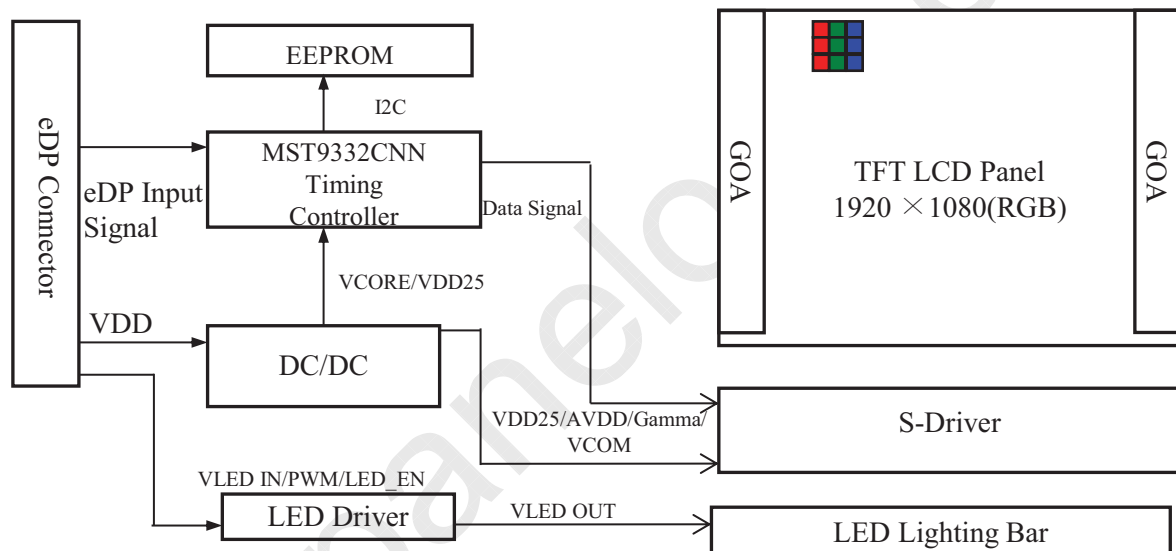 eDP Connector
EEPROM
I2C
MST9332CNN
Timing
Controller
eDP Input
Signal
Data Signal
VCORE/VDD25
VDD
DC/DC
VDD25/AVDD/Gamma/
VCOM
VLED IN/PWM/LED_EN
LED Driver
VLED OUT
GOA
TFT LCD Panel
1920 ×1080(RGB)
GOA
S-Driver
LED Lighting Bar
panelo